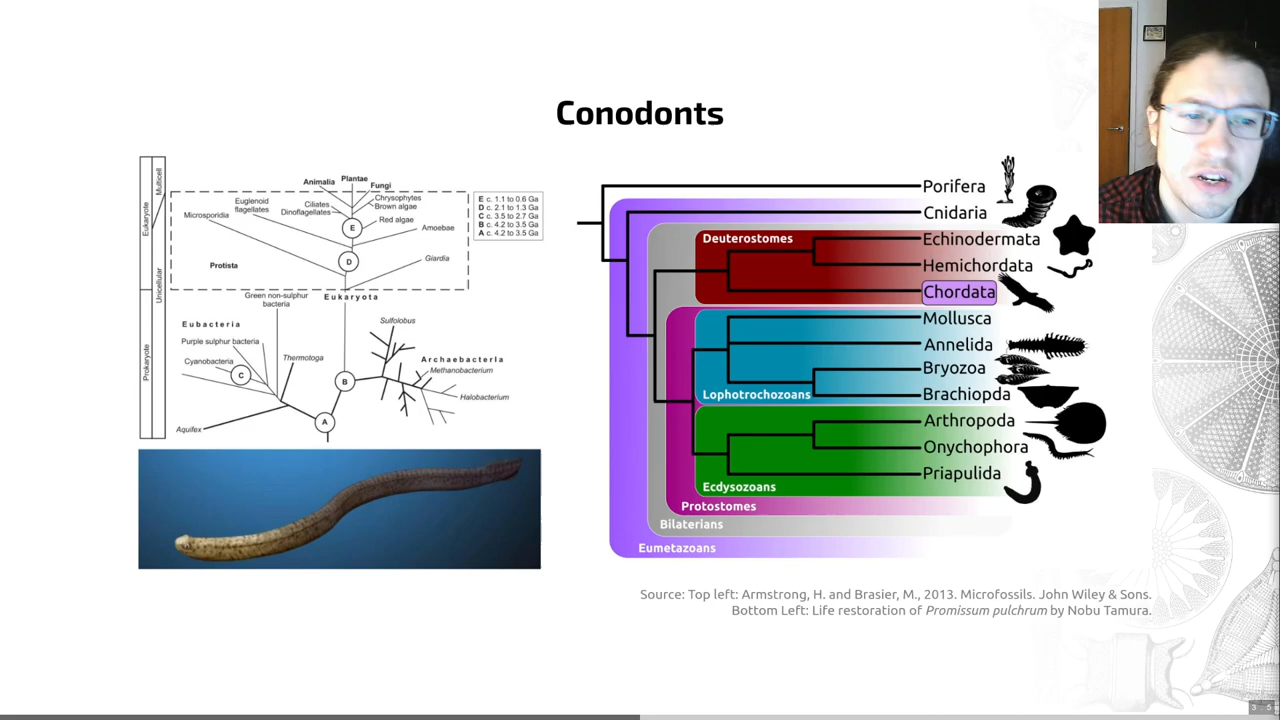 Conodonts
Multicell
Eukaryote
Unicellular
Prokaryote
Animalia
Plantae
Fungi
Chrysophytes
Brown algae
Ciliates
Dinoflagellates
Euglenoid
flagellates
Microsporidia
Red algae
Amoebae
E
D
Giardia
Protista
E c. 1.1 to 0.6 Ga
D c. 2.1 to 1.3 Ga
C c. 3.5 to 2.7 Ga
B c. 4.2 to 3.5 Ga
A c. 4.2 to 3.5 Ga
Green non-sulphur
bacteria
Eukaryota
Eubacteria
Purple sulphur bacteria
Cyanobacteria
C
Thermotoga
Sulfolobus
Archaebacteria
Methanobacterium
Halobacterium
B
A
Aquifex
Porifera
Cnidaria
Deuterostomes
Echinodermata
Hemichordata
Chordata
Mollusca
Annelida
Bryozoa
Brachiopda
Lophotrochozoans
Arthropoda
Onychophora
Priapulida
Ecdysozoans
Protostomes
Bilaterians
Eumetazoans
Source: Top left: Armstrong, H. and Brasier, M., 2013. Microfossils. John Wiley & Sons.
Bottom Left: Life restoration of Promissum pulchrum by Nobu Tamura.